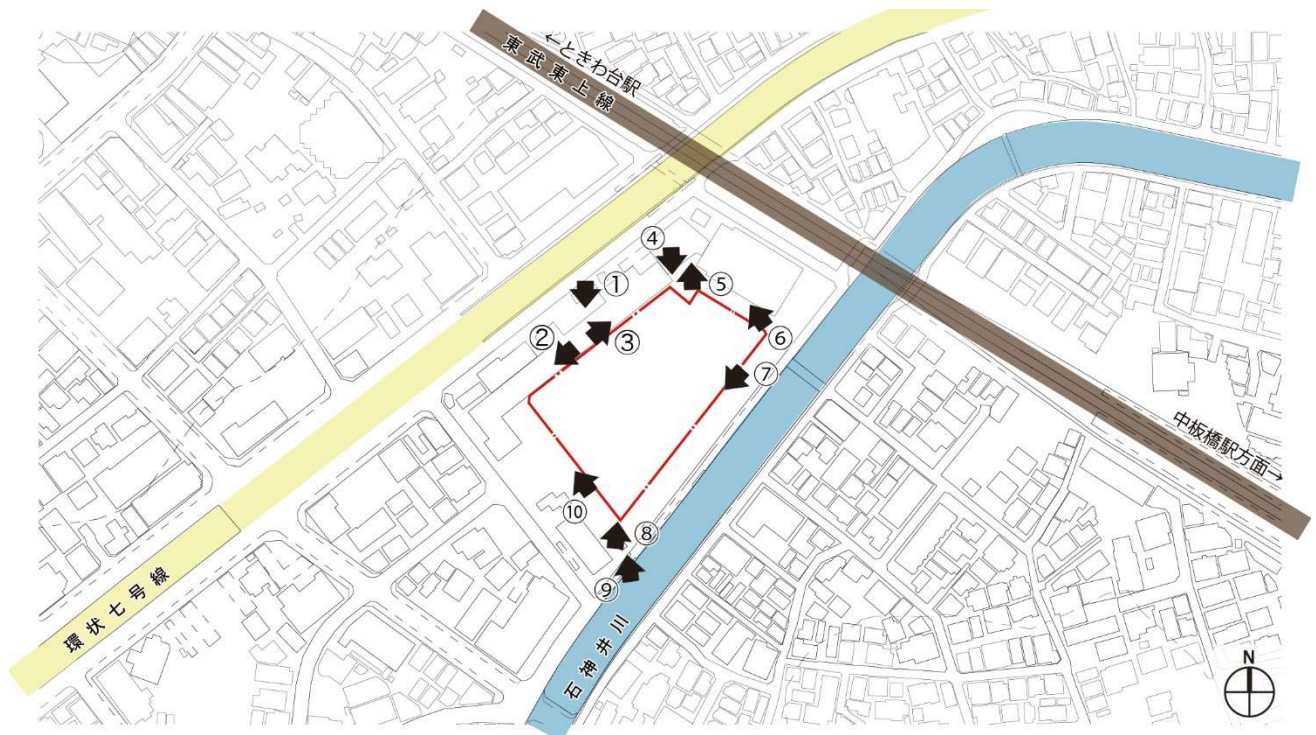 ←ときわ台駅
東武東上線
④
①
⑤
②
③
⑥
⑦
中板橋駅方面→
⑩
⑧
⑨
環状七号線
石神井川
N